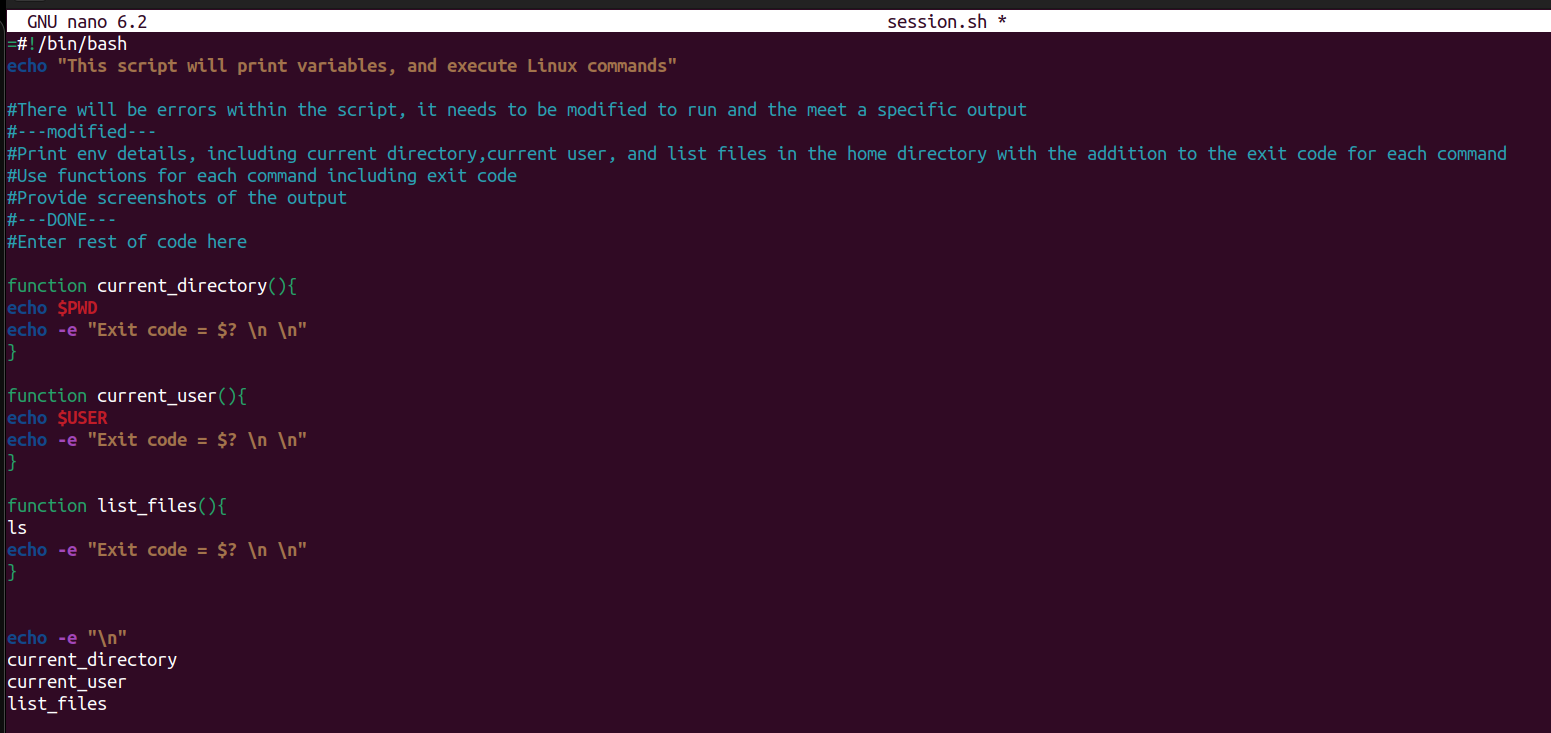 GNU nano 6.2 session.sh *
=#!/bin/bash
echo "This script will print variables, and execute Linux commands"
#There will be errors within the script, it needs to be modified to run and the meet a specific output
#---modified---
#Print env details, including current directory,current user, and list files in the home directory with the addition to the exit code for each command
#Use functions for each command including exit code
#Provide screenshots of the output
#---DONE---
#Enter rest of code here
function current_directory(){
echo $PWD
echo -e "Exit code = $? \n \n"
}
function current_user(){
echo $USER
echo -e "Exit code = $? \n \n"
}
function list_files(){
ls
echo -e "Exit code = $? \n \n"
}
echo -e "\n"
current_directory
current_user
list_files